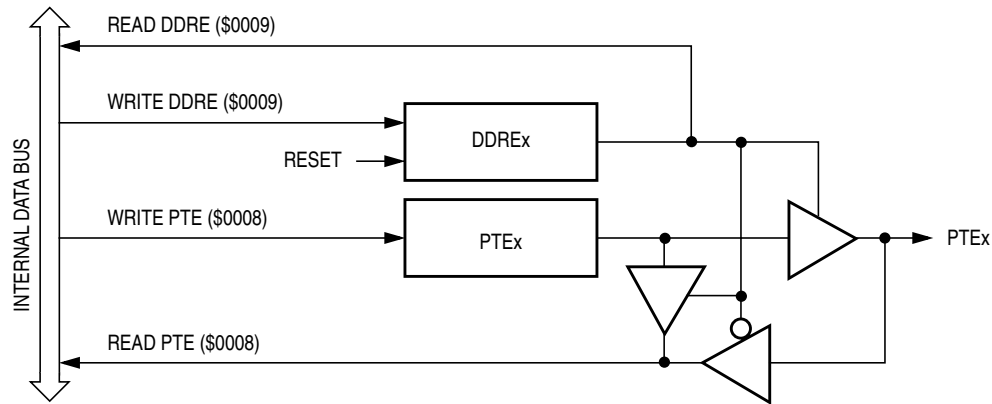 READ DDRE ($0009)
WRITE DDRE ($0009)
DDREx
RESET
WRITE PTE ($0008)
PTEx
PTEx
READ PTE ($0008)
INTERNAL DATA BUS